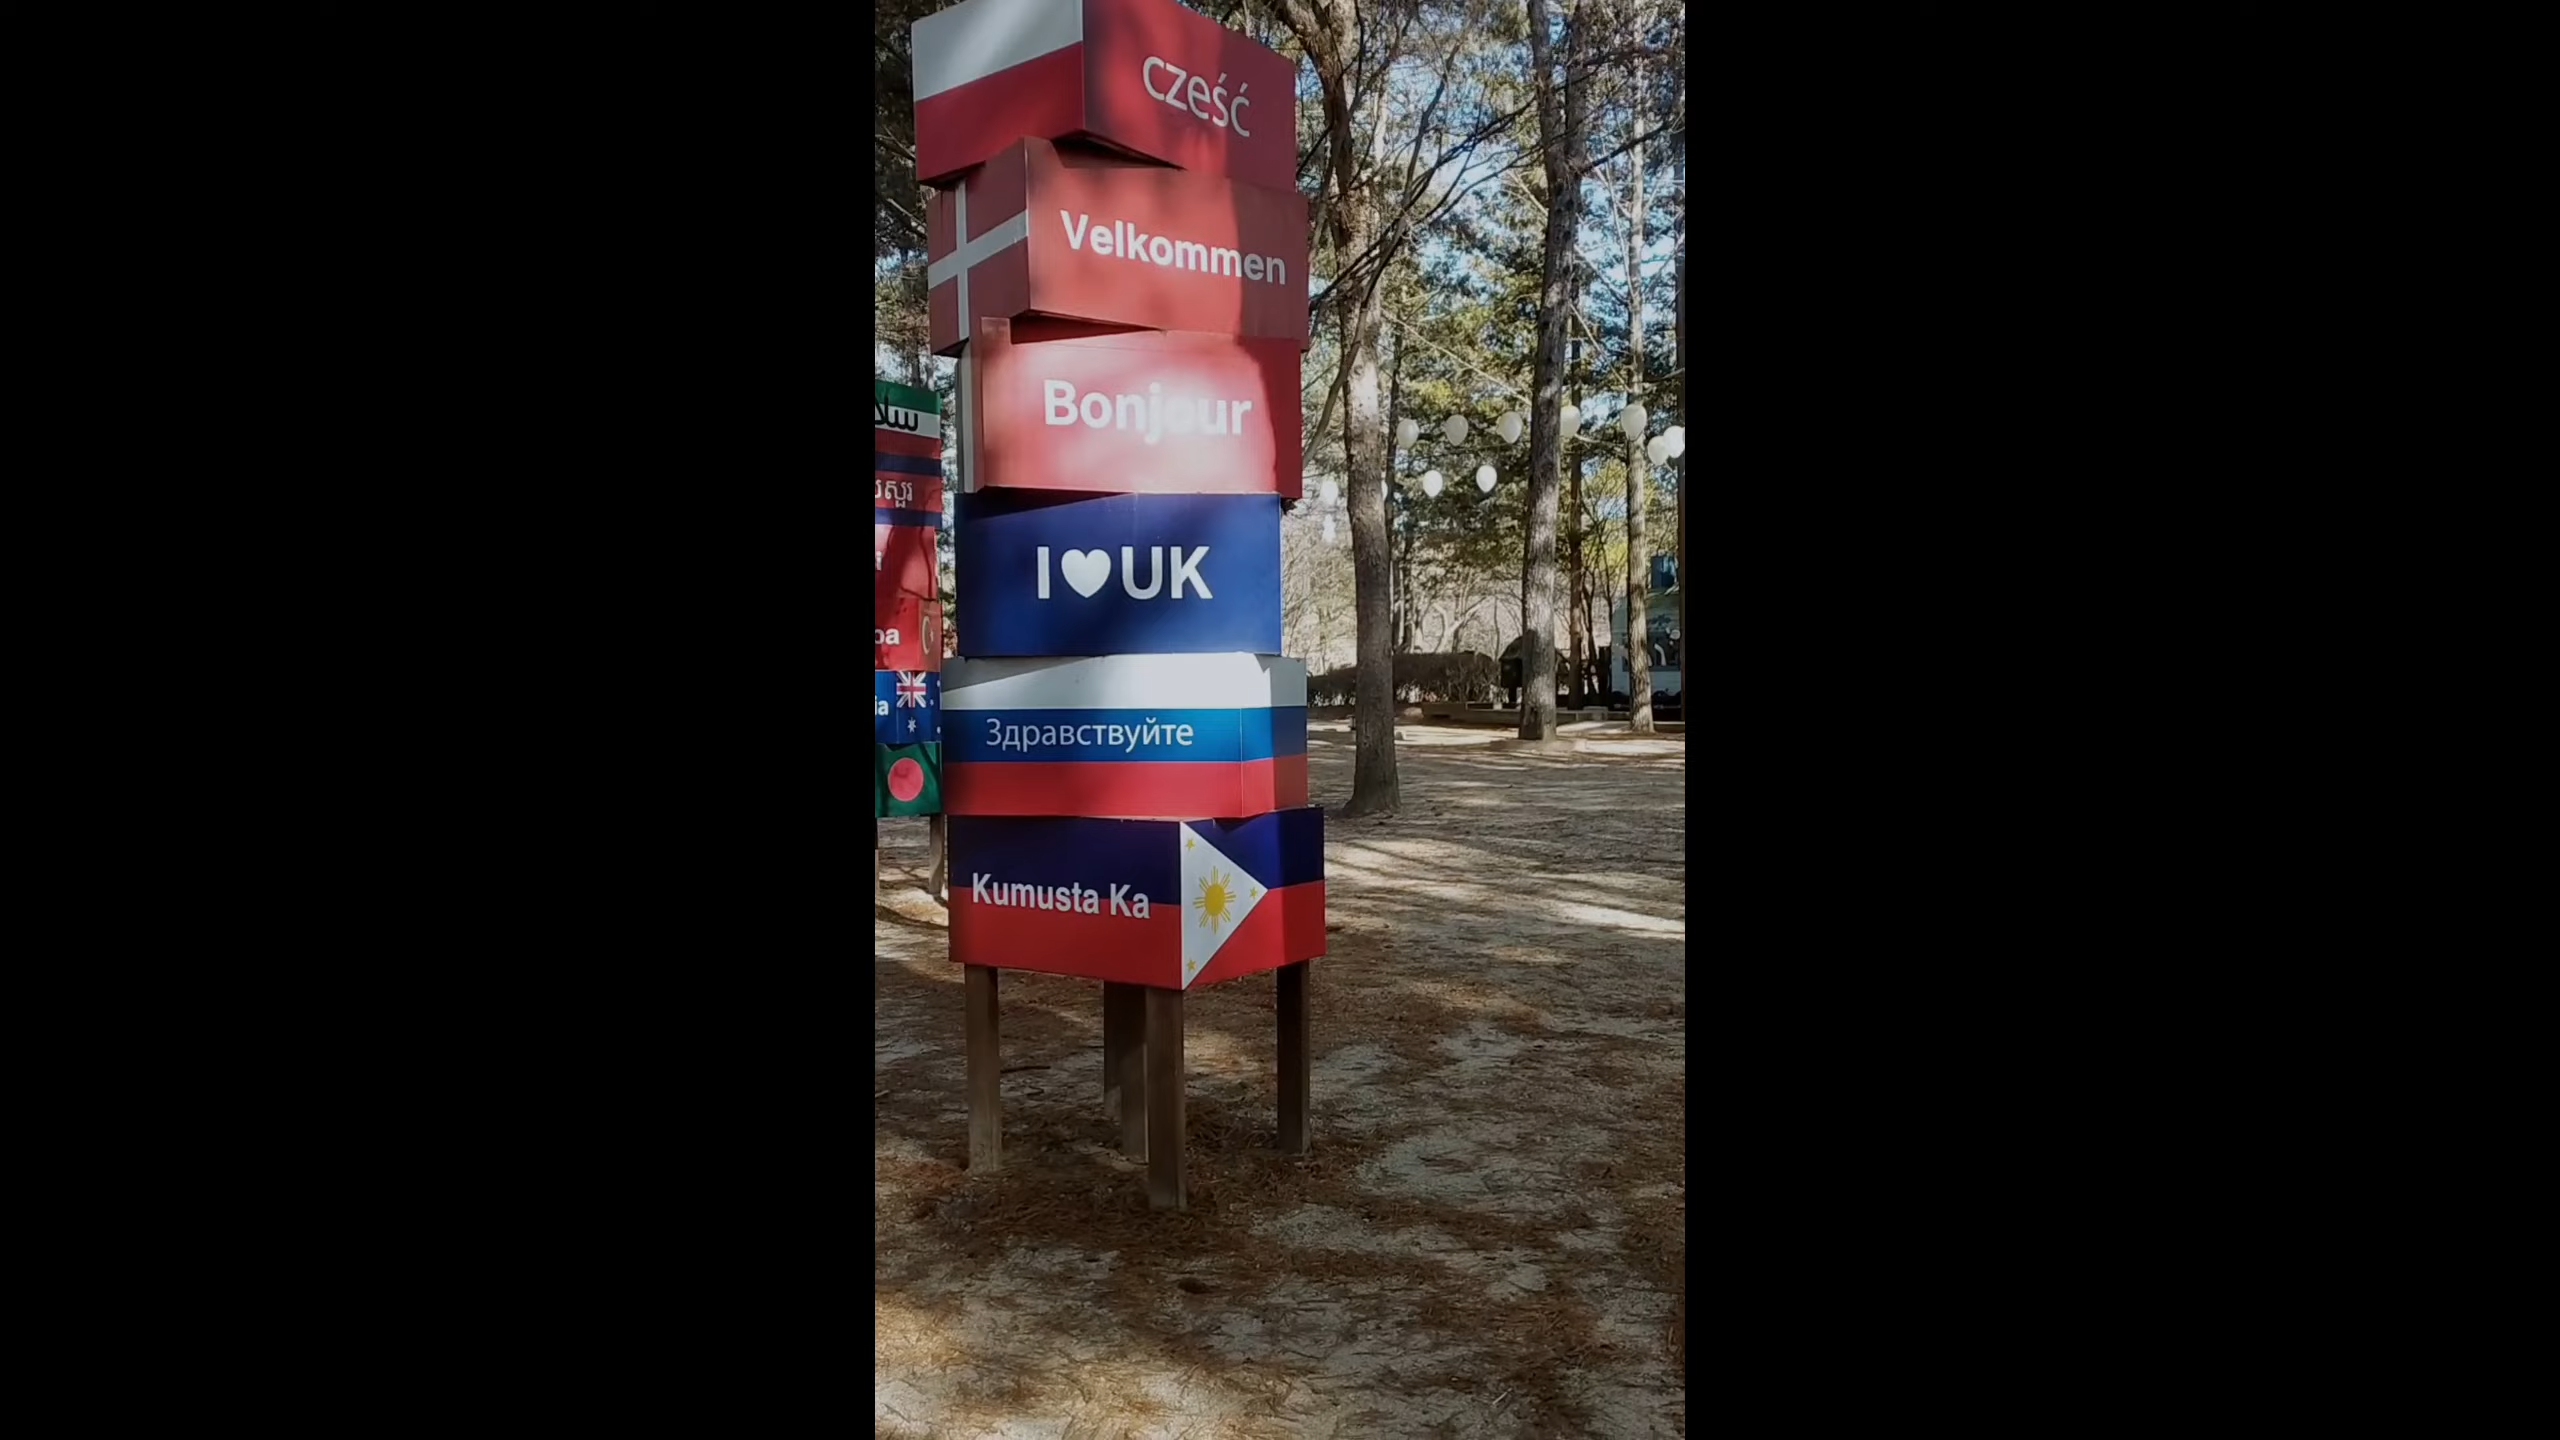 cześć
Velkommen
Bonjour
I ♥ UK
Здравствуйте
Kumusta Ka